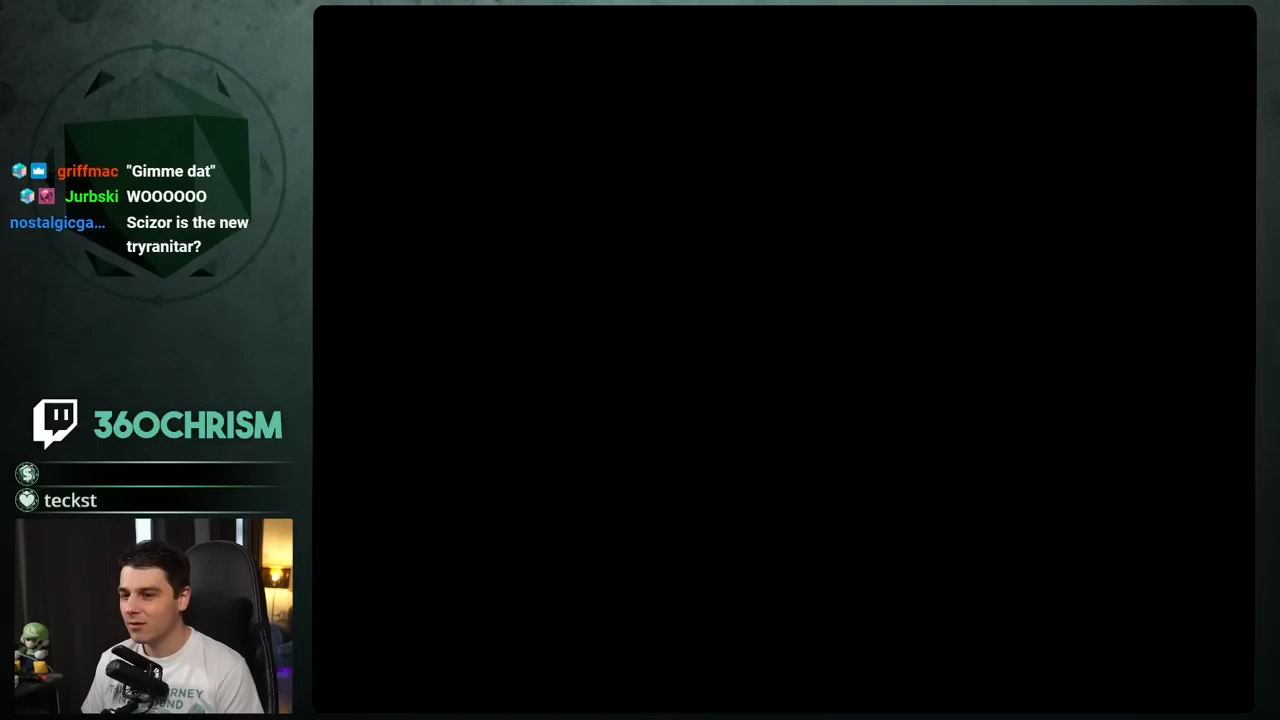 griffmac "Gimme dat"
Jurbski WOOOOOO
nostalgicga... Scizor is the new
tryranitar?
360CHRISM
teckst